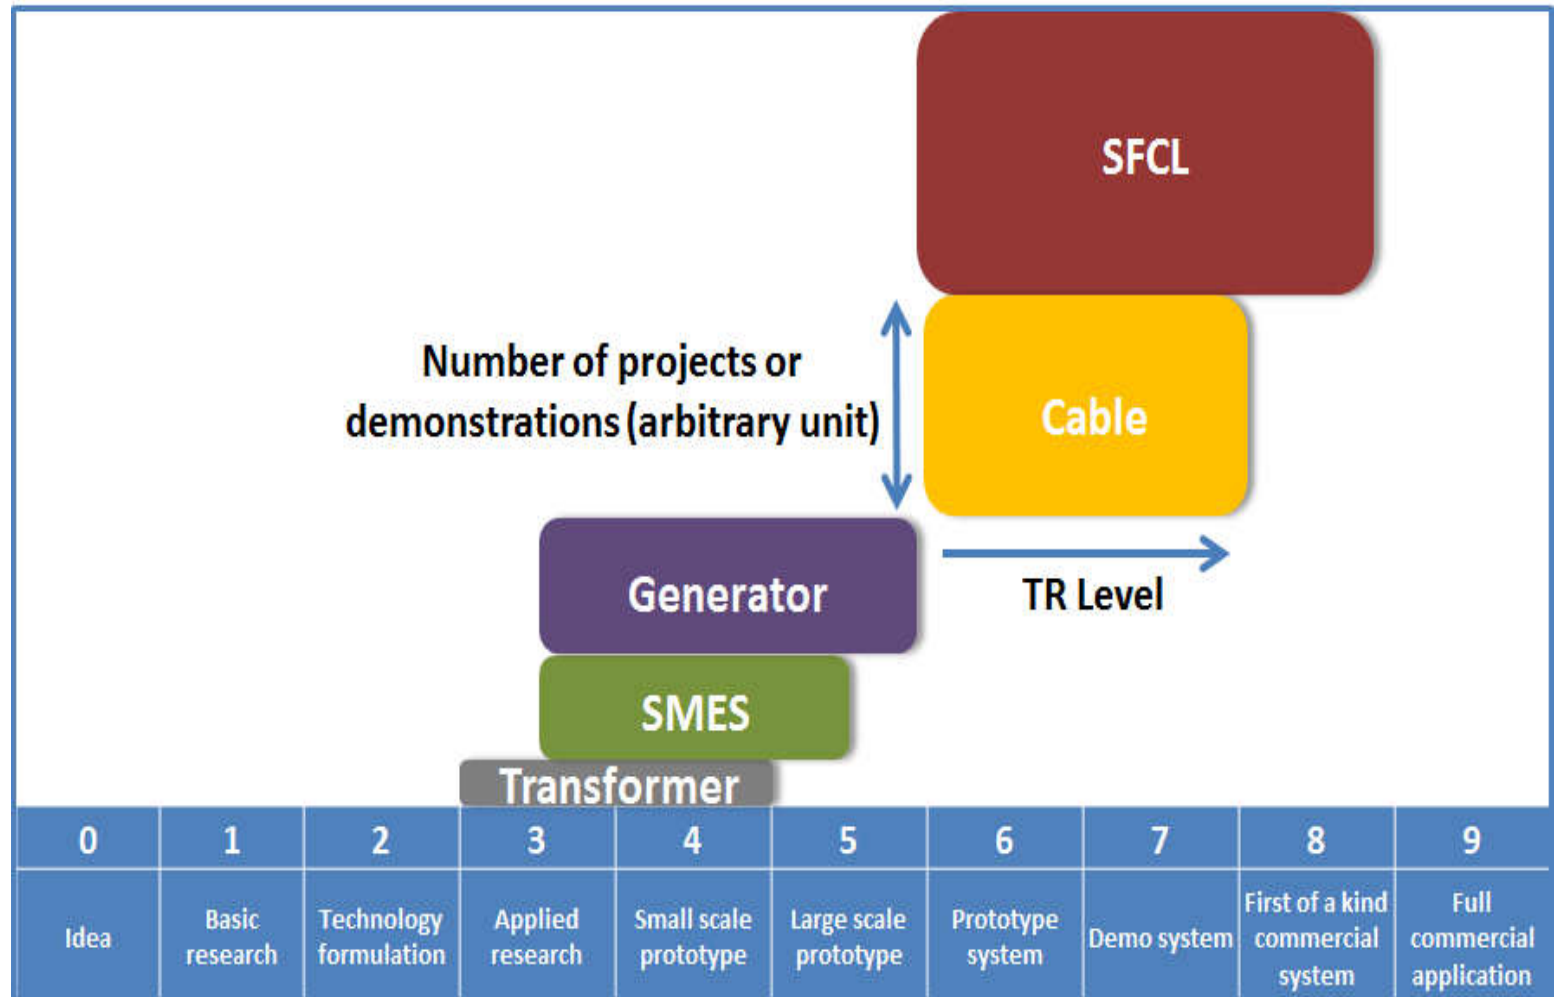 SFCL
Number of projects or
demonstrations (arbitrary unit)
Cable
Generator
TR Level
SMES
Transformer
0 1 2 3 4 5 6 7 8 9
Idea
Basic
research
Technology
formulation
Applied
research
Small scale
prototype
Large scale
prototype
Prototype
system
Demo system
First of a kind
commercial
system
Full
commercial
application